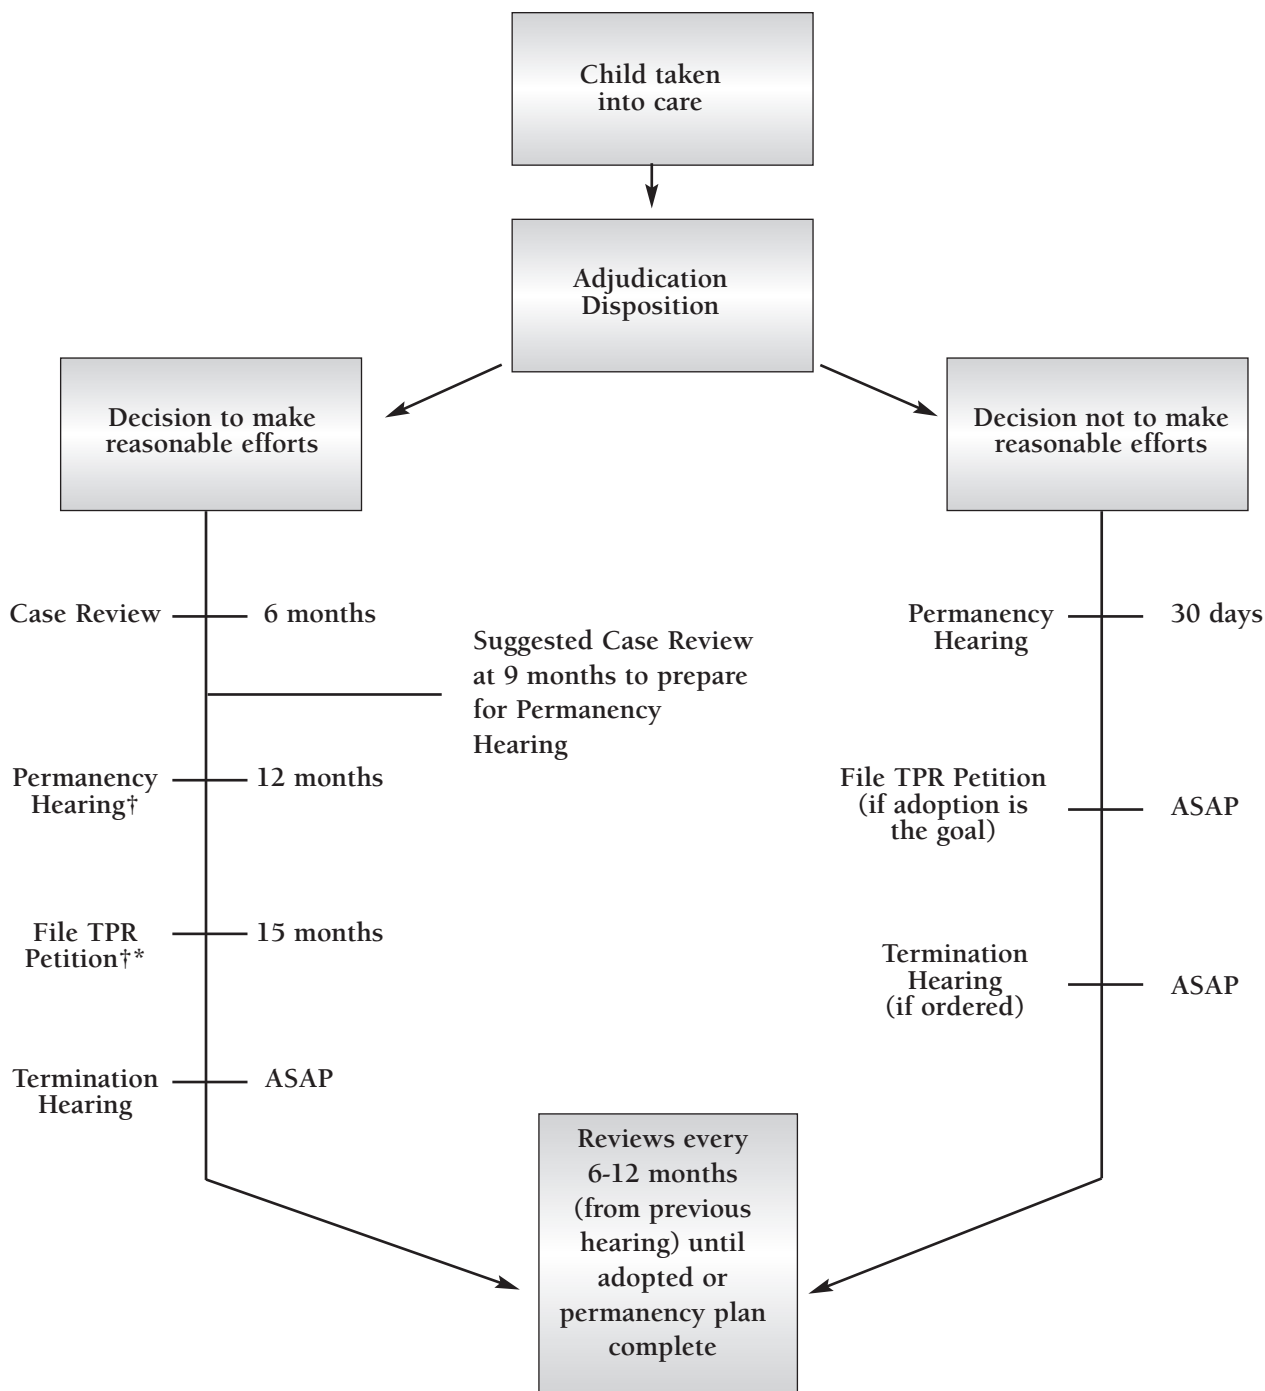 Child taken
into care
Adjudication
Disposition
Decision to make
reasonable efforts
Decision not to make
reasonable efforts
Case Review
6 months
Suggested Case Review
at 9 months to prepare
for Permanency
Hearing
Permanency
Hearing†
12 months
File TPR
Petition†*
15 months
Termination
Hearing
ASAP
Permanency
Hearing
30 days
File TPR Petition
(if adoption is
the goal)
ASAP
Termination
Hearing
(if ordered)
ASAP
Reviews every
6-12 months
(from previous
hearing) until
adopted or
permanency plan
complete